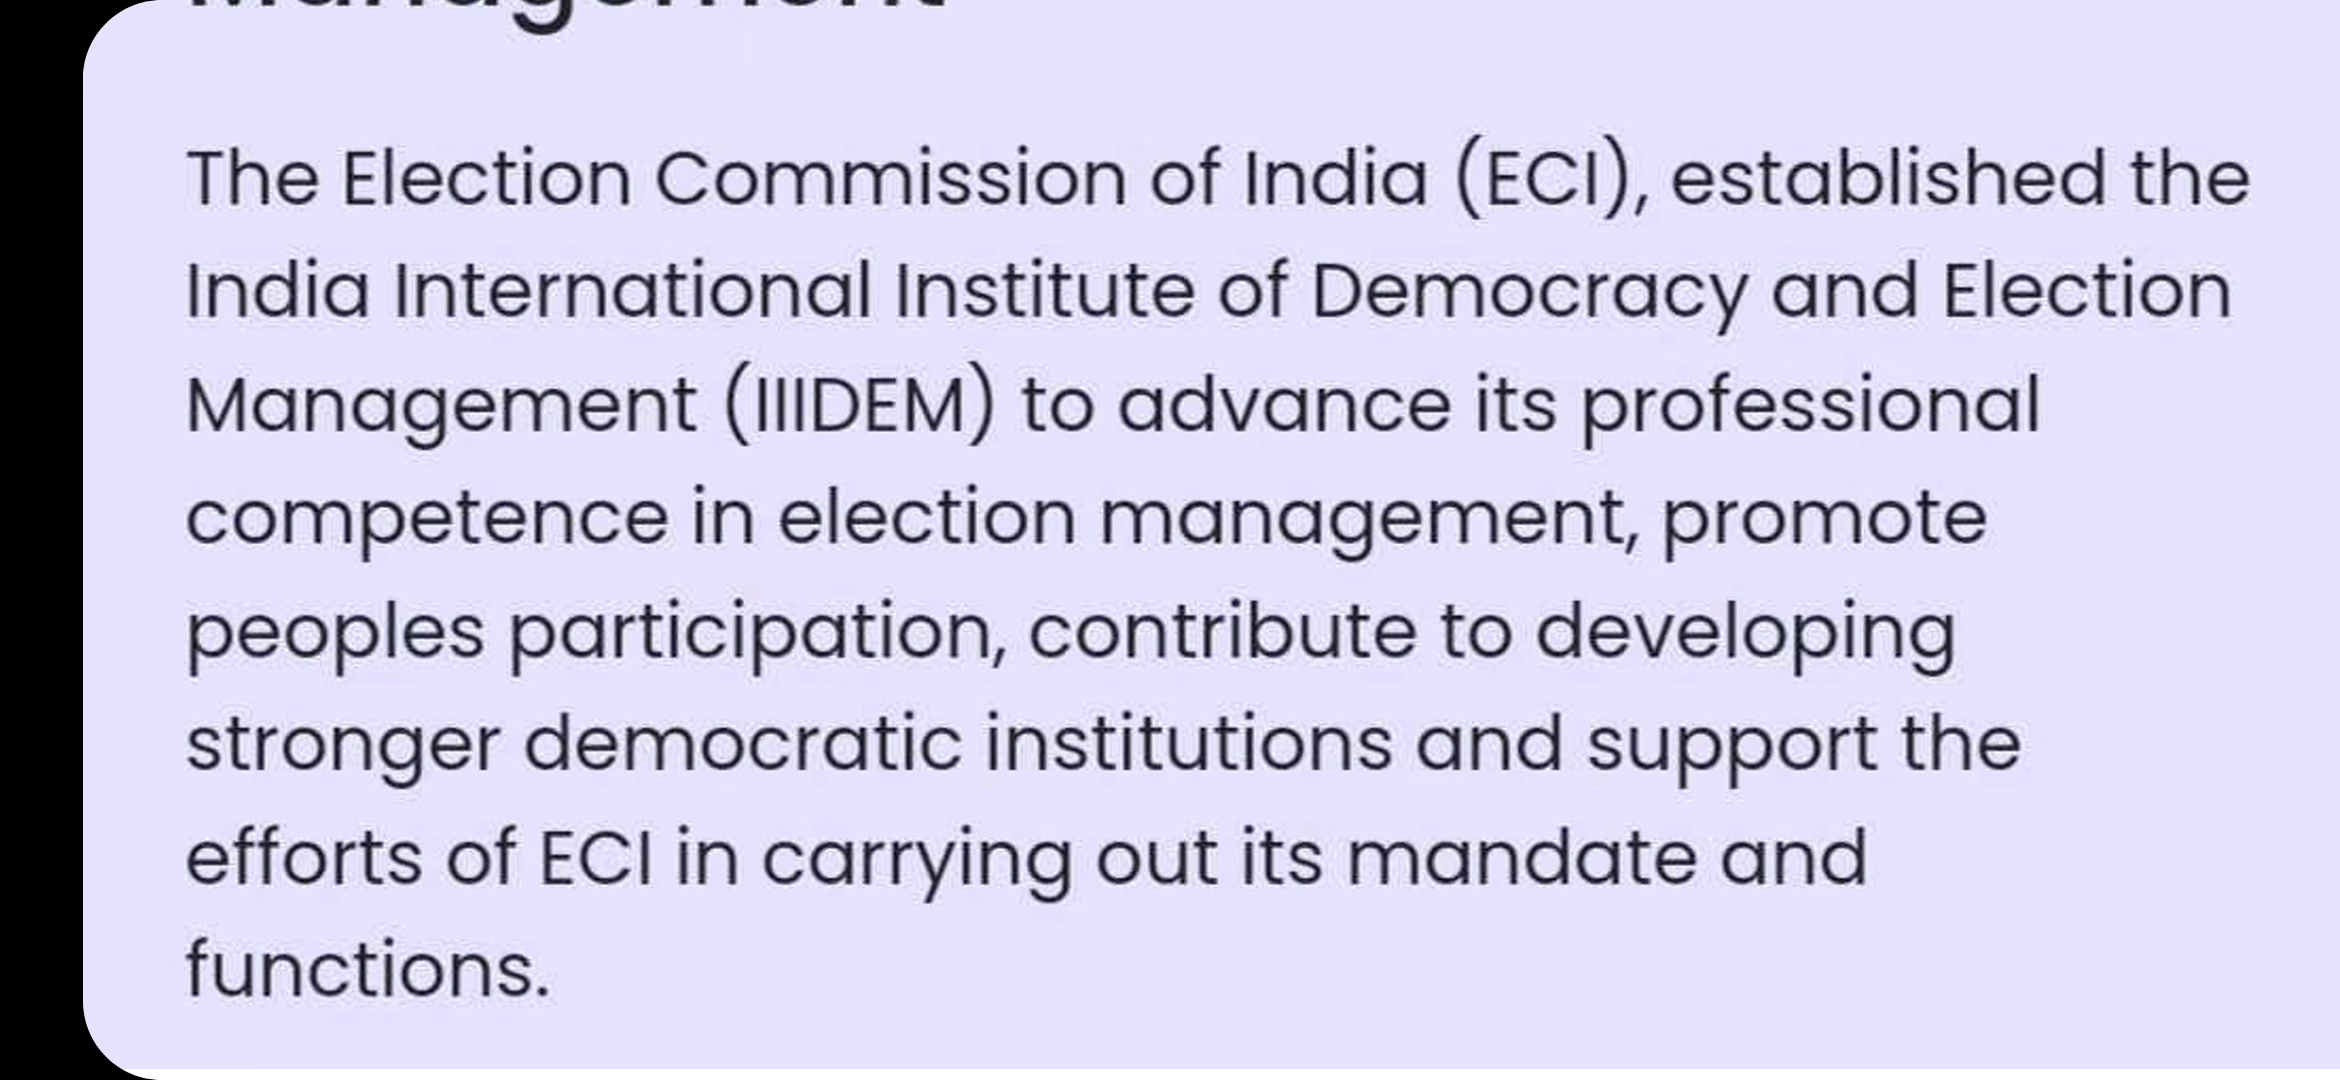 Management
The Election Commission of India (ECI), established the
India International Institute of Democracy and Election
Management (IIIDEM) to advance its professional
competence in election management, promote
peoples participation, contribute to developing
stronger democratic institutions and support the
efforts of ECI in carrying out its mandate and
functions.